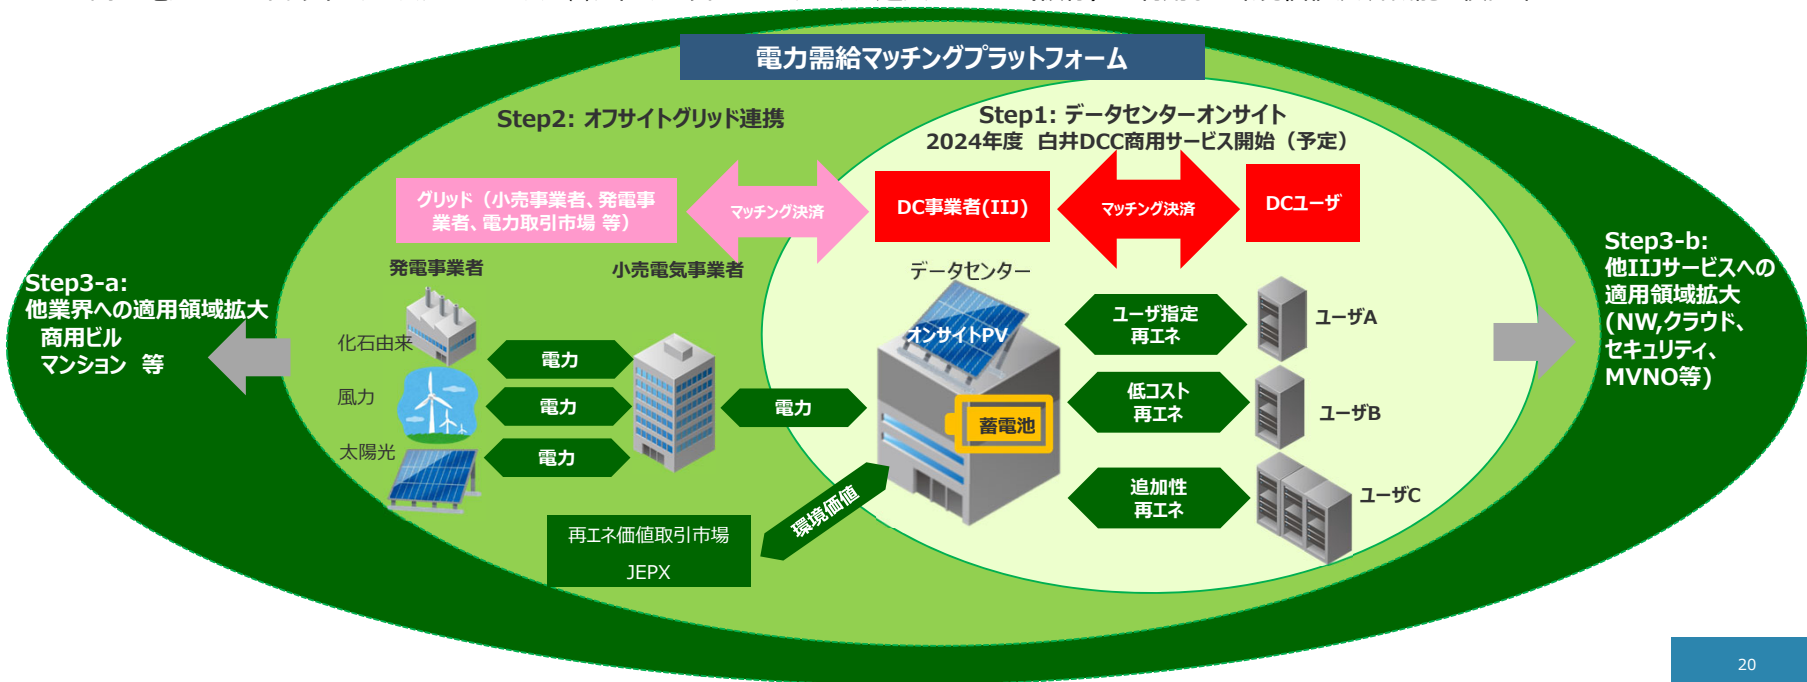 電力需給マッチングプラットフォーム
Step2: オフサイトグリッド連携
Step1: データセンターオンサイト
2024年度 白井DCC商用サービス開始（予定）
グリッド（小売事業者、発電事
業者、電力取引市場 等）
マッチング決済
DC事業者(IIJ)
マッチング決済
DCユーザ
Step3-a:
他業界への適用領域拡大
商用ビル
マンション 等
発電事業者
小売電気事業者
化石由来
風力
太陽光
電力
電力
電力
電力
データセンター
オンサイトPV
蓄電池
環境価値
再エネ価値取引市場
JEPX
ユーザ指定
再エネ
低コスト
再エネ
追加性
再エネ
ユーザA
ユーザB
ユーザC
Step3-b:
他IIJサービスへの
適用領域拡大
(NW,クラウド、
セキュリティ、
MVNO等)
20